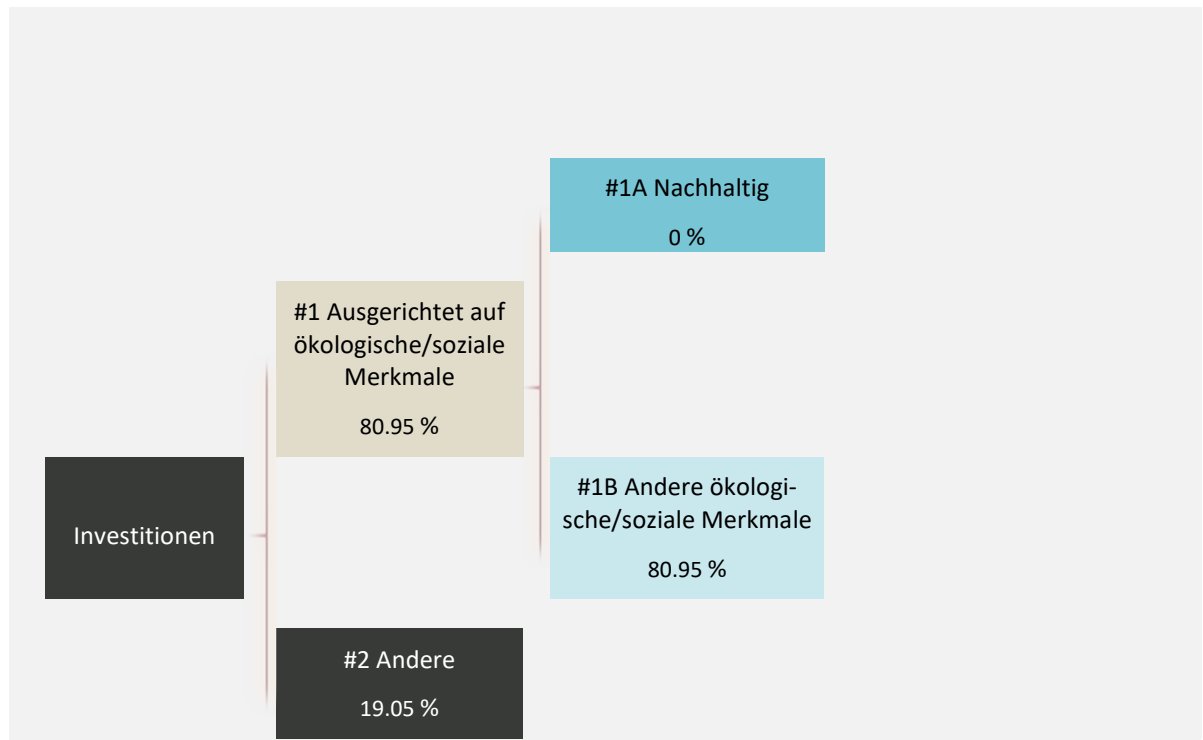 #1A Nachhaltig
0 %
#1 Ausgerichtet auf
ökologische/soziale
Merkmale
80.95 %
#1B Andere ökologi-
sche/soziale Merkmale
80.95 %
Investitionen
#2 Andere
19.05 %